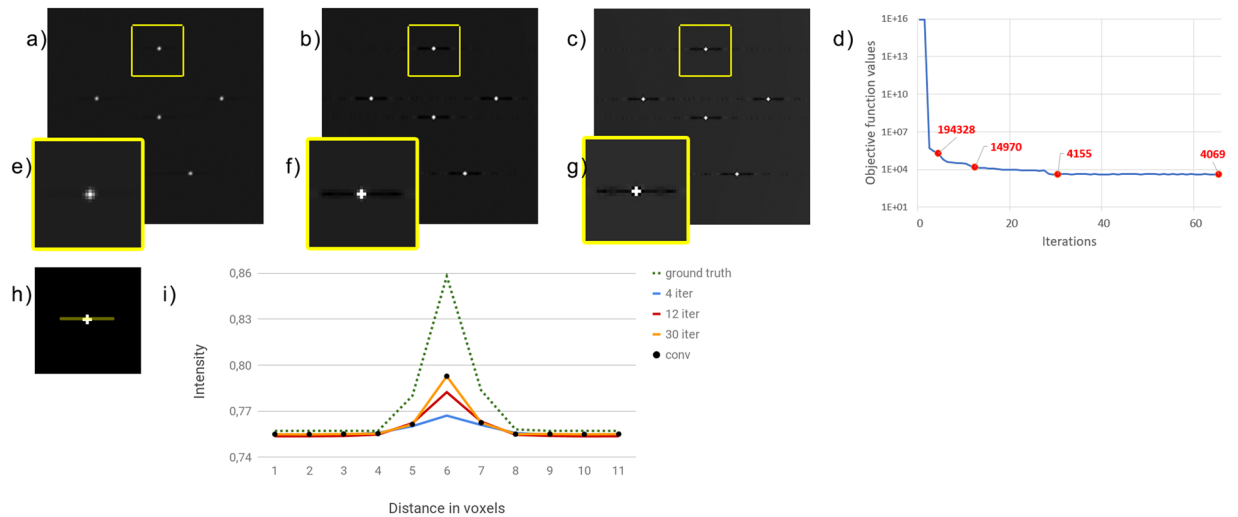 a)
b)
c)
d)
1E+16
1E+13
1E+10
1E+07
1E+04
1E+01
Objective function values
194328
14970
4155
4069
0
20
40
60
Iterations
e)
f)
g)
h)
i)
0,86
0,83
0,80
0,77
0,74
Intensity
1 2 3 4 5 6 7 8 9 10 11
Distance in voxels
ground truth
4 iter
12 iter
30 iter
conv